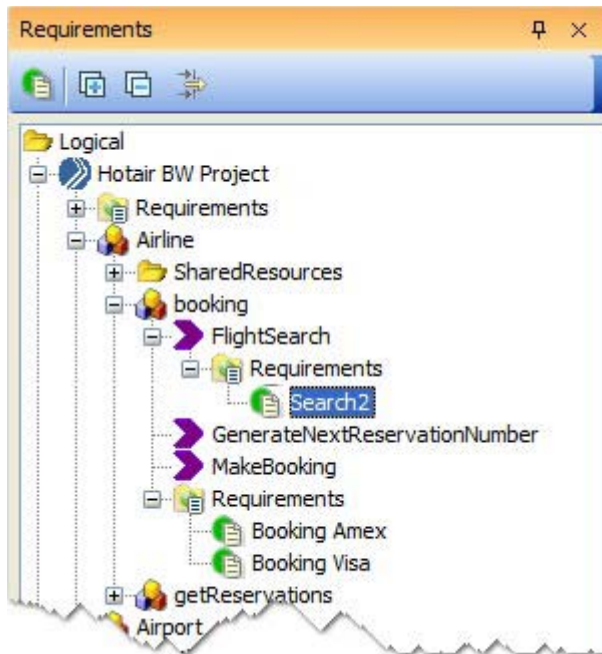 Requirements
Logical
Hotair BW Project
Requirements
Airline
SharedResources
booking
FlightSearch
Requirements
Search2
GenerateNextReservationNumber
MakeBooking
Requirements
Booking Amex
Booking Visa
getReservations
Airport